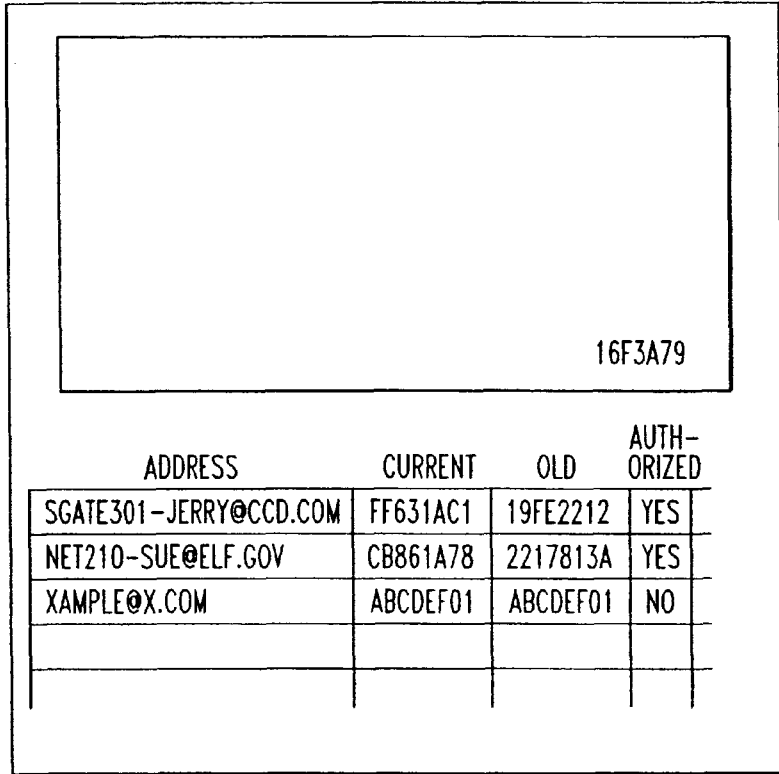 16F3A79
AUTH-
ADDRESS CURRENT OLD ORIZED
SGATE301-JERRY@CCD.COM FF631AC1 19FE2212 YES
NET210-SUE@ELF.GOV CB861A78 2217813A YES
XAMPLE@X.COM ABCDEF01 ABCDEF01 NO